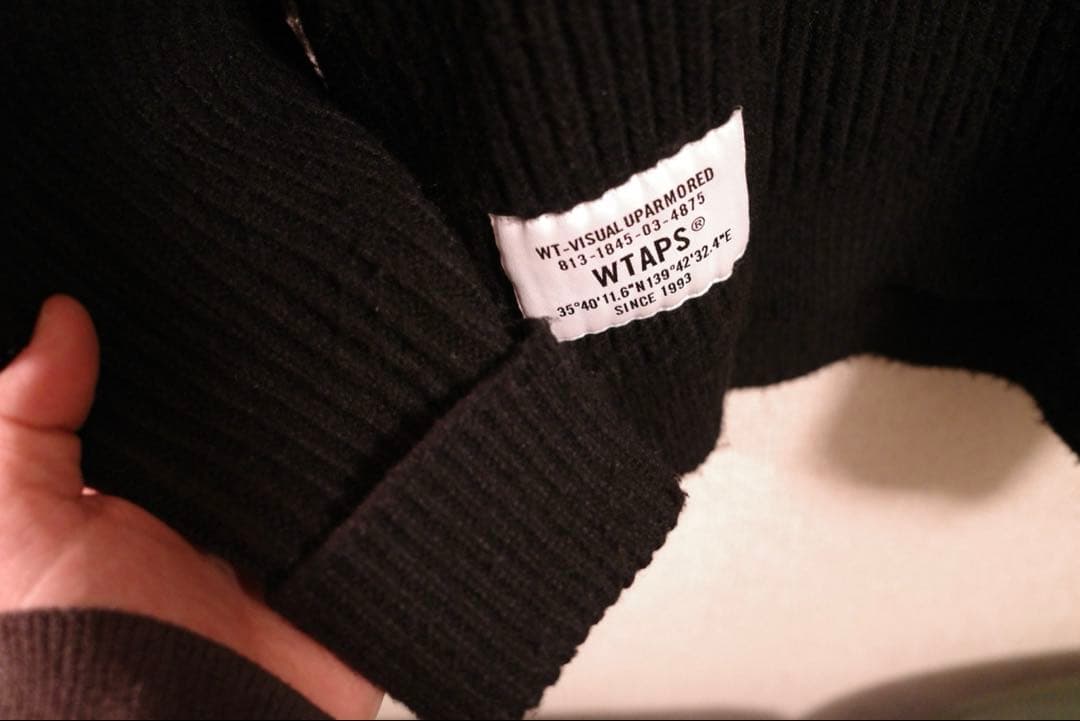 WT-VISUAL UPARMORED
813-1845-03-4875
WTAPS®
35°40'11.6"N139°42'32.4"E
SINCE 1993